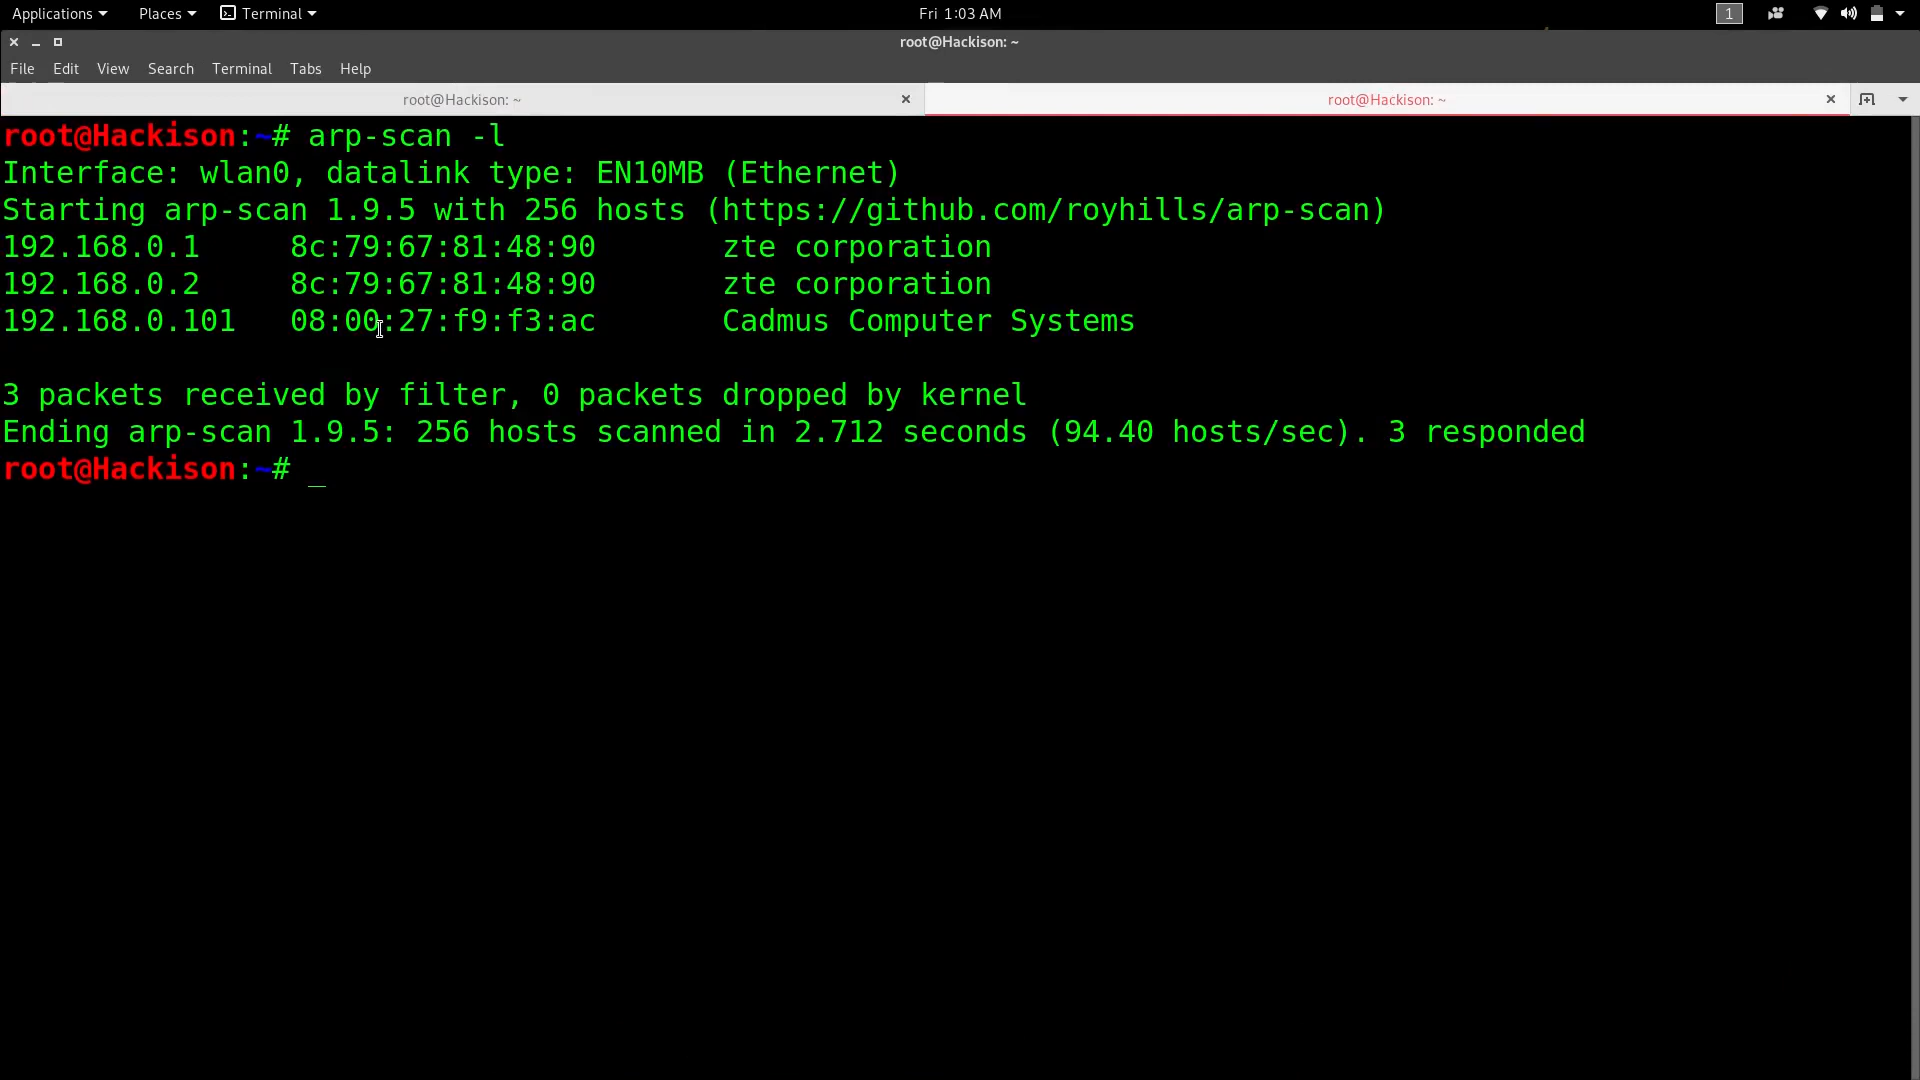 Applications Places Terminal Fri 1:03 AM 1
root@Hackison: ~
File Edit View Search Terminal Tabs Help
root@Hackison: ~ root@Hackison: ~
root@Hackison:~# arp-scan -l
Interface: wlan0, datalink type: EN10MB (Ethernet)
Starting arp-scan 1.9.5 with 256 hosts (https://github.com/royhills/arp-scan)
192.168.0.1 8c:79:67:81:48:90 zte corporation
192.168.0.2 8c:79:67:81:48:90 zte corporation
192.168.0.101 08:00:27:f9:f3:ac Cadmus Computer Systems
3 packets received by filter, 0 packets dropped by kernel
Ending arp-scan 1.9.5: 256 hosts scanned in 2.712 seconds (94.40 hosts/sec). 3 responded
root@Hackison:~# _